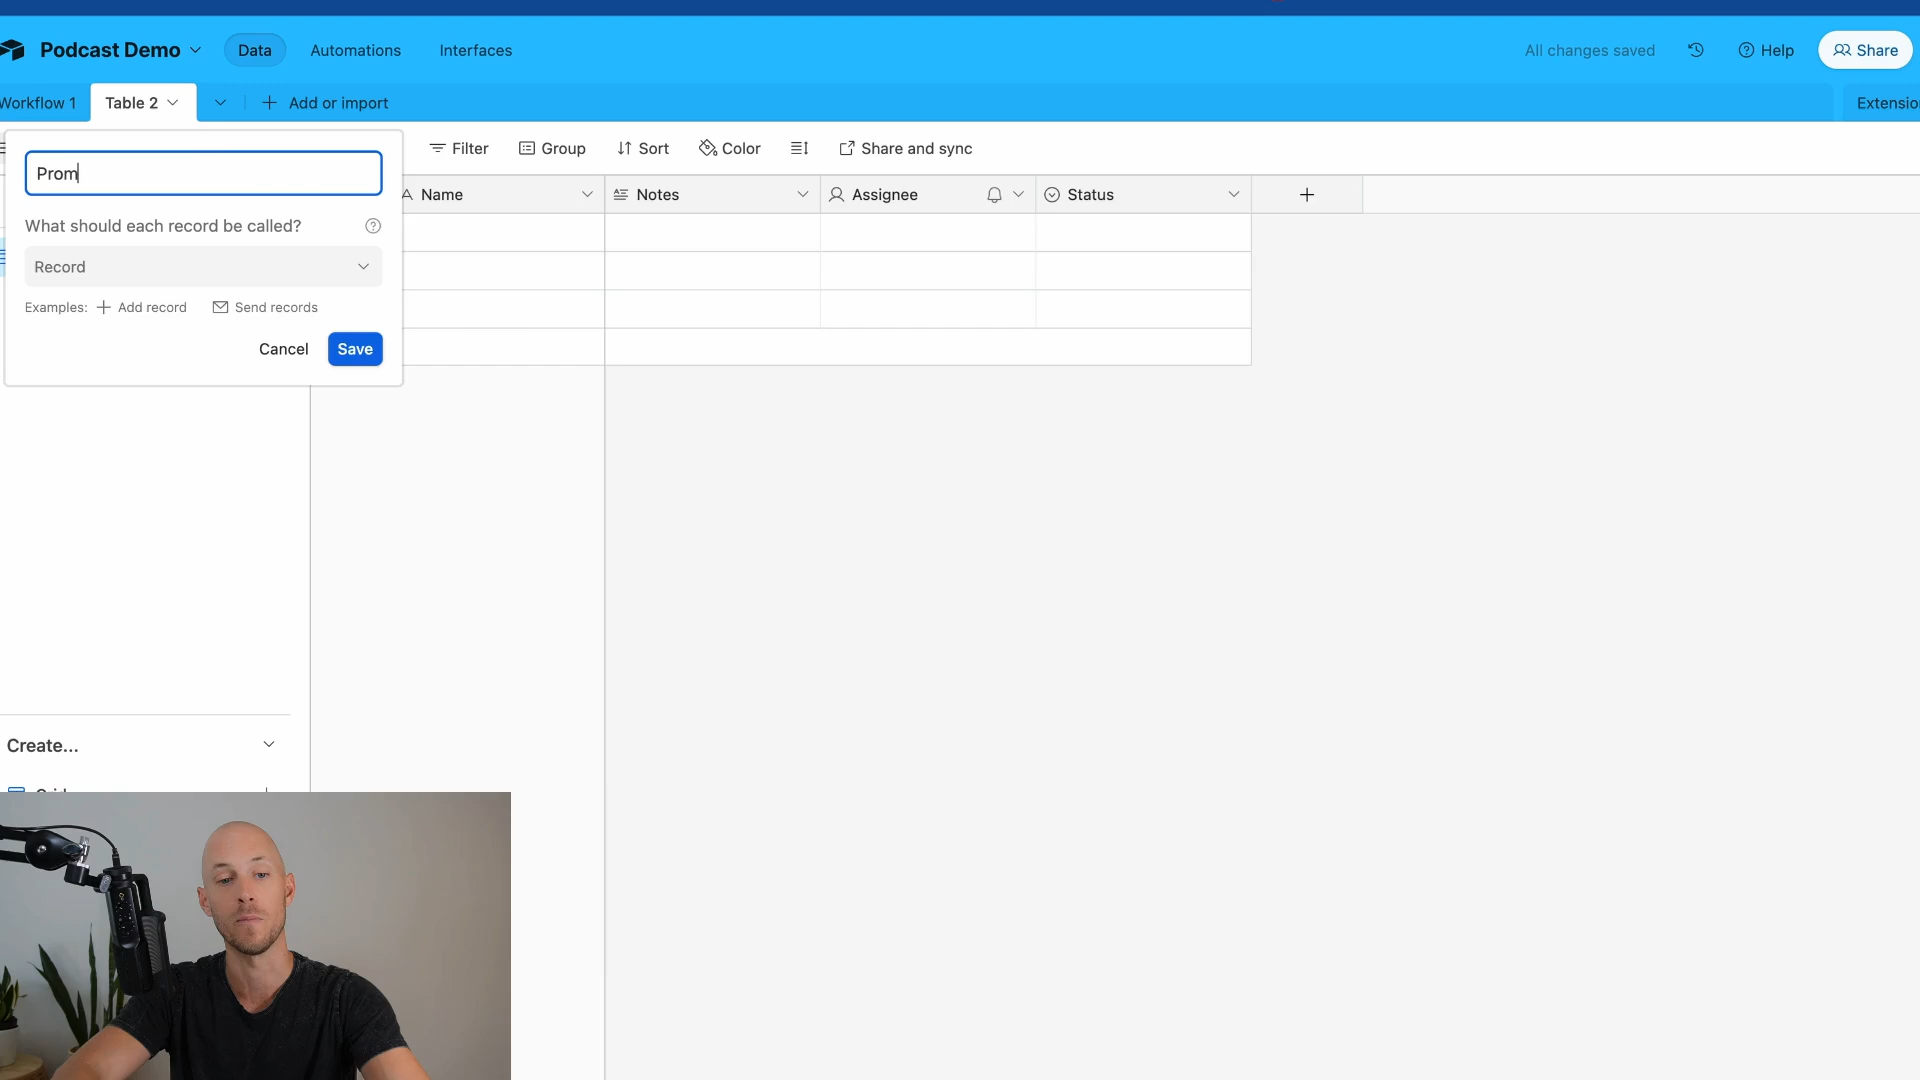 Podcast Demo
Data
Automations
Interfaces
All changes saved
Help
Share
Workflow 1
Table 2
Add or import
Extensio
Prom
What should each record be called?
Record
Examples: + Add record Send records
Cancel
Save
Filter
Group
Sort
Color
Share and sync
Name
Notes
Assignee
Status
Create...